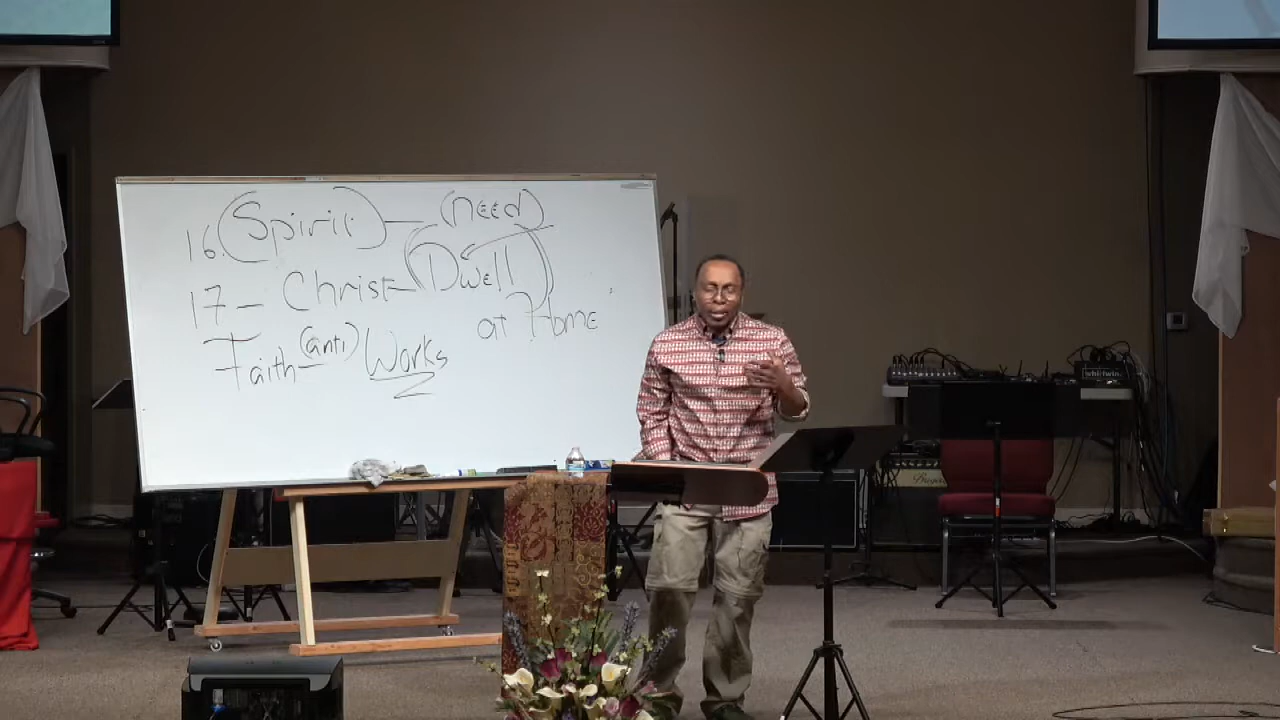 16. (Spirit) — (need)
17 — Christ — (Dwell)
at Home
Faith (anti) Works